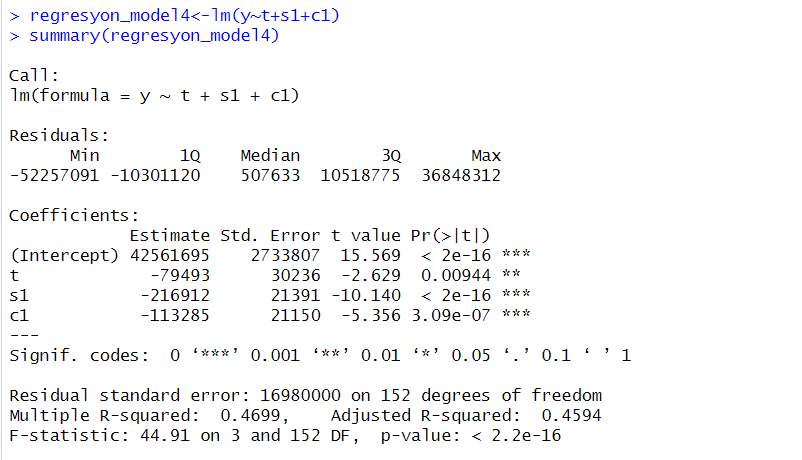 > regresyon_model4<-lm(y~t+s1+c1)
> summary(regresyon_model4)

Call:
lm(formula = y ~ t + s1 + c1)

Residuals:
      Min        1Q    Median        3Q       Max
-52257091 -10301120    507633  10518775  36848312

Coefficients:
            Estimate Std. Error t value Pr(>|t|)
(Intercept) 42561695    2733807  15.569  < 2e-16 ***
t             -79493      30236  -2.629  0.00944 **
s1           -216912      21391 -10.140  < 2e-16 ***
c1           -113285      21150  -5.356 3.09e-07 ***
---
Signif. codes:  0 ‘***’ 0.001 ‘**’ 0.01 ‘*’ 0.05 ‘.’ 0.1 ‘ ’ 1

Residual standard error: 16980000 on 152 degrees of freedom
Multiple R-squared:  0.4699,    Adjusted R-squared:  0.4594
F-statistic: 44.91 on 3 and 152 DF,  p-value: < 2.2e-16